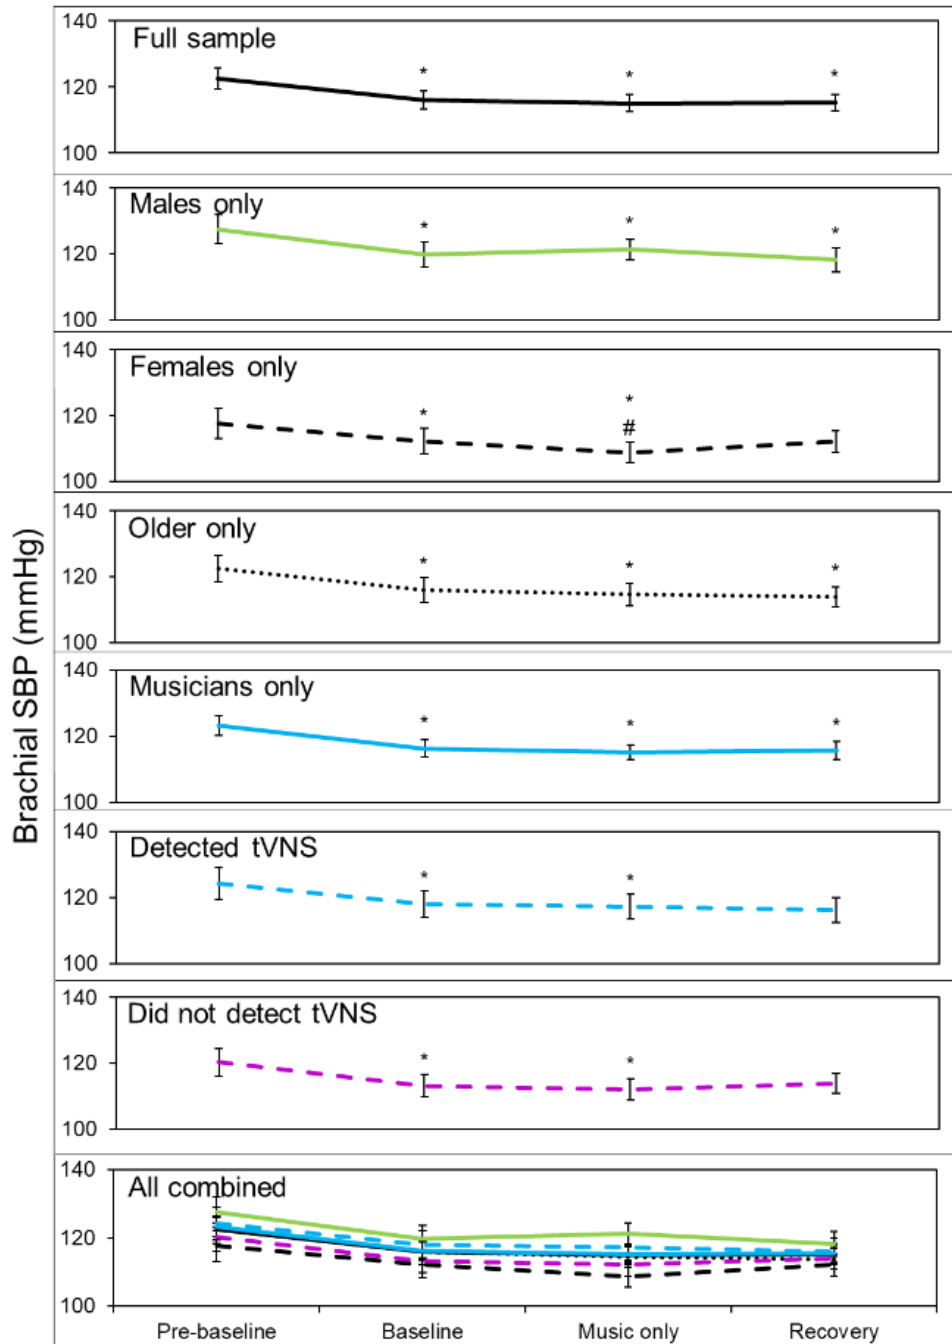 Brachial SBP (mmHg)
Full sample
140
120
100
* * *
Males only
140
120
100
* * *
Females only
140
120
100
* *
#
Older only
140
120
100
* * *
Musicians only
140
120
100
* * *
Detected tVNS
140
120
100
* *
Did not detect tVNS
140
120
100
* *
All combined
140
120
100
Pre-baseline Baseline Music only Recovery